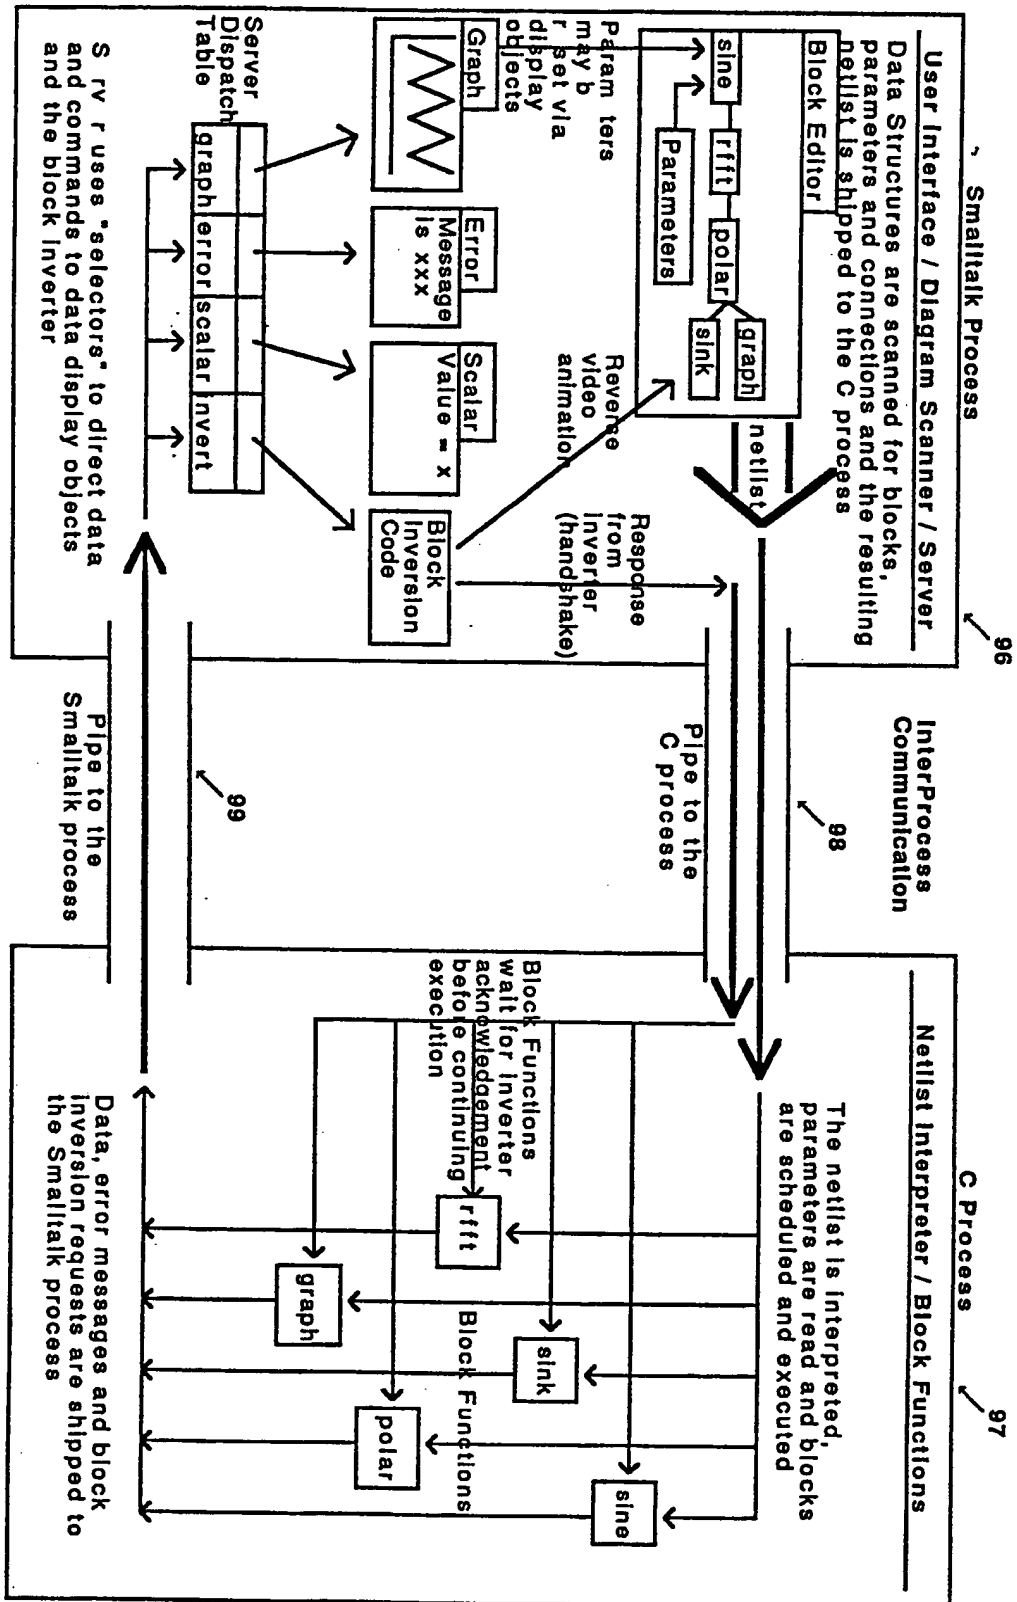 Smalltalk Process
96
User Interface / Diagram Scanner / Server
Data Structures are scanned for blocks,
parameters and connections and the resulting
netlist is shipped to the C process
Block Editor
sine
rfft
polar
graph
sink
Parameters
netlist
Param ters
may b
r set via
display
objects
Reverse
video
animation
Response
from
inverter
(handshake)
Graph
Error
Message
is xxx
Scalar
Value = x
Block
Inversion
Code
Server
Dispatch
Table
graph
error
scalar
invert
S rv r uses "selectors" to direct data
and commands to data display objects
and the block inverter
InterProcess
Communication
98
Pipe to the
C process
99
Pipe to the
Smalltalk process
C Process
97
Netlist Interpreter / Block Functions
The netlist is interpreted,
parameters are read and blocks
are scheduled and executed
Block Functions
wait for inverter
acknowledgement
before continuing
execution
rfft
graph
sink
polar
sine
Block Functions
Data, error messages and block
inversion requests are shipped to
the Smalltalk process